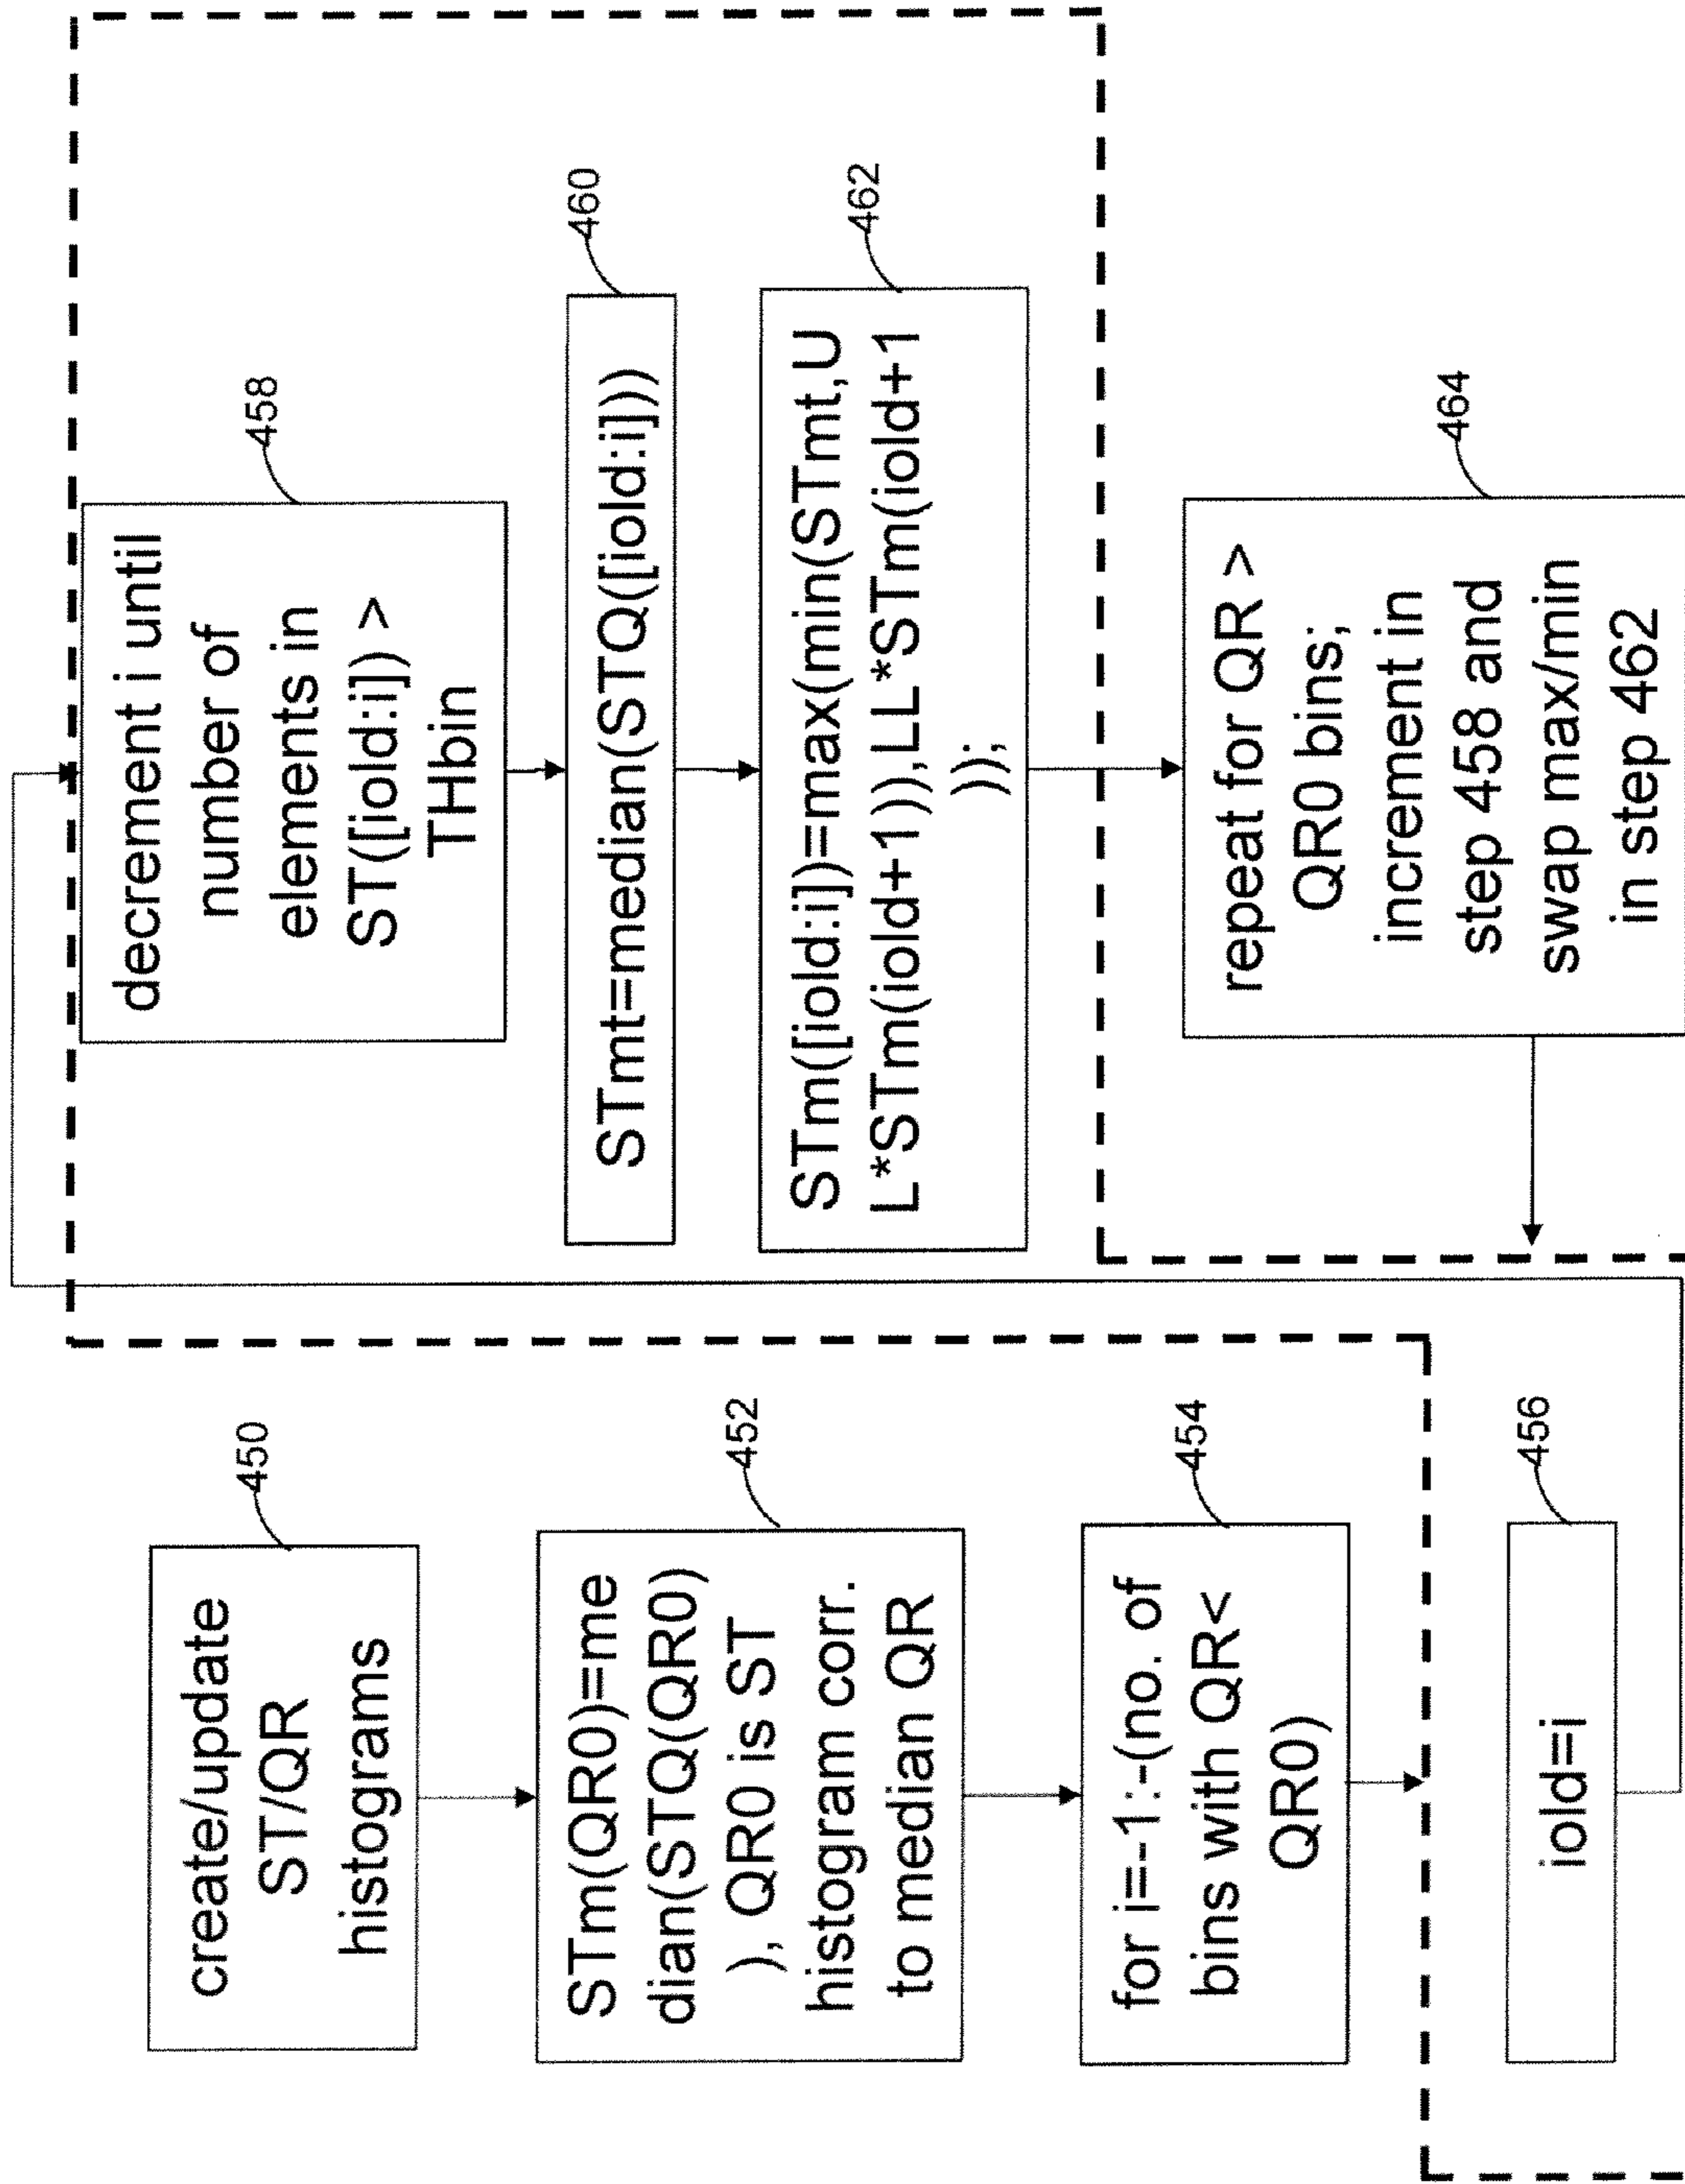 450
create/update
ST/QR
histograms
452
STm(QR0)=me
dian(STQ(QR0)
), QR0 is ST
histogram corr.
to median QR
454
for i=-1:-(no. of
bins with QR<
QR0)
456
iold=i
458
decrement i until
number of
elements in
ST([iold:i]) >
THbin
460
STmt=median(STQ([iold:i]))
462
STm([iold:i])=max(min(STmt,U
L*STm(iold+1)),LL*STm(iold+1
));
464
repeat for QR >
QR0 bins;
increment in
step 458 and
swap max/min
in step 462